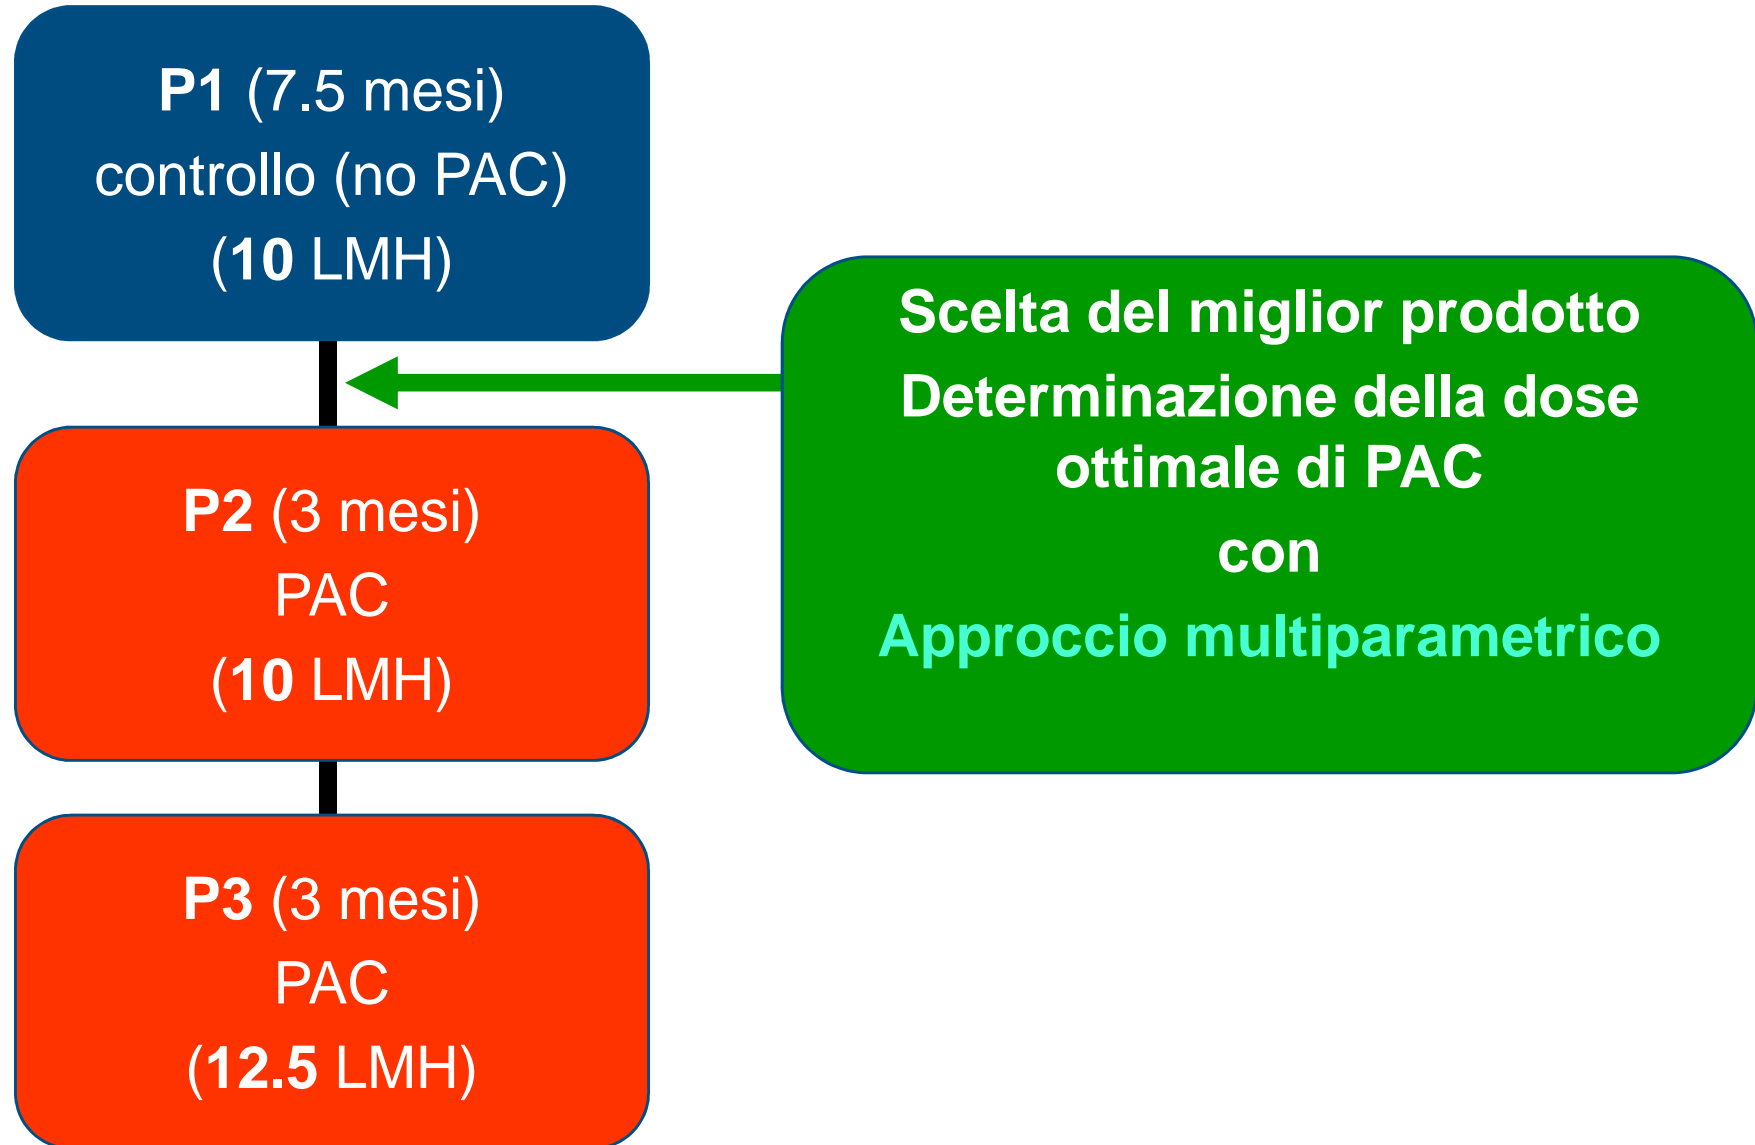 P1 (7.5 mesi)
controllo (no PAC)
(10 LMH)
Scelta del miglior prodotto
Determinazione della dose
ottimale di PAC
con
Approccio multiparametrico
P2 (3 mesi)
PAC
(10 LMH)
P3 (3 mesi)
PAC
(12.5 LMH)